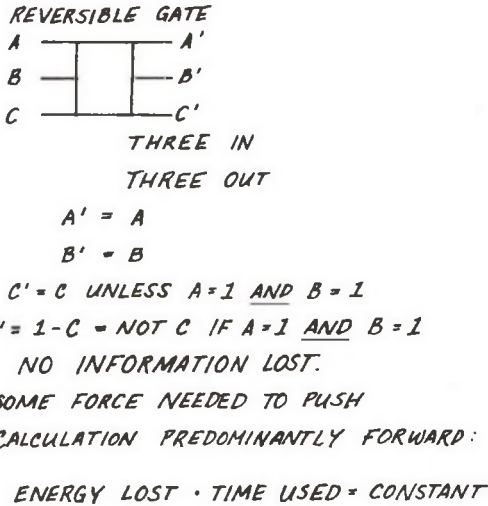 REVERSIBLE GATE
A A'
B B'
C C'
THREE IN
THREE OUT
A' = A
B' = B
C' = C UNLESS A = 1 AND B = 1
' = 1 - C = NOT C IF A = 1 AND B = 1
NO INFORMATION LOST.
SOME FORCE NEEDED TO PUSH
CALCULATION PREDOMINANTLY FORWARD:
ENERGY LOST · TIME USED = CONSTANT